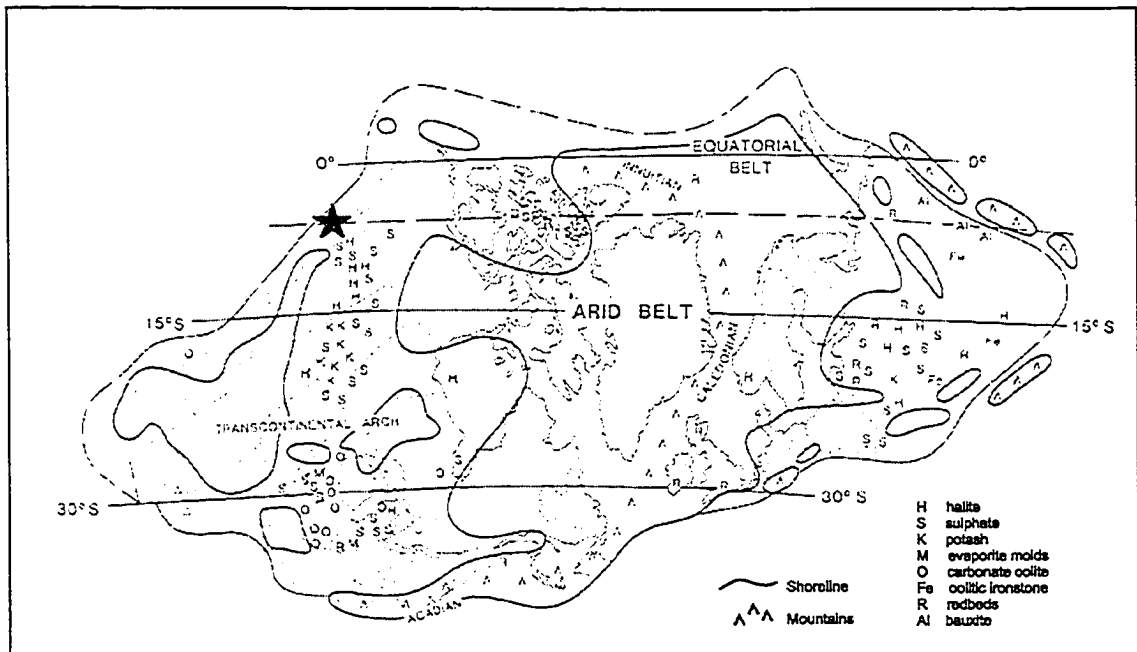 EQUATORIAL
BELT
0°
0°
INNUITIAN
ARID BELT
15° S
15° S
CALEDONIAN
TRANSCONTINENTAL ARCH
30° S
30° S
ACADIAN
Shoreline
Mountains
H halite
S sulphate
K potash
M evaporite molds
O carbonate oolite
Fe oolitic ironstone
R redbeds
Al bauxite